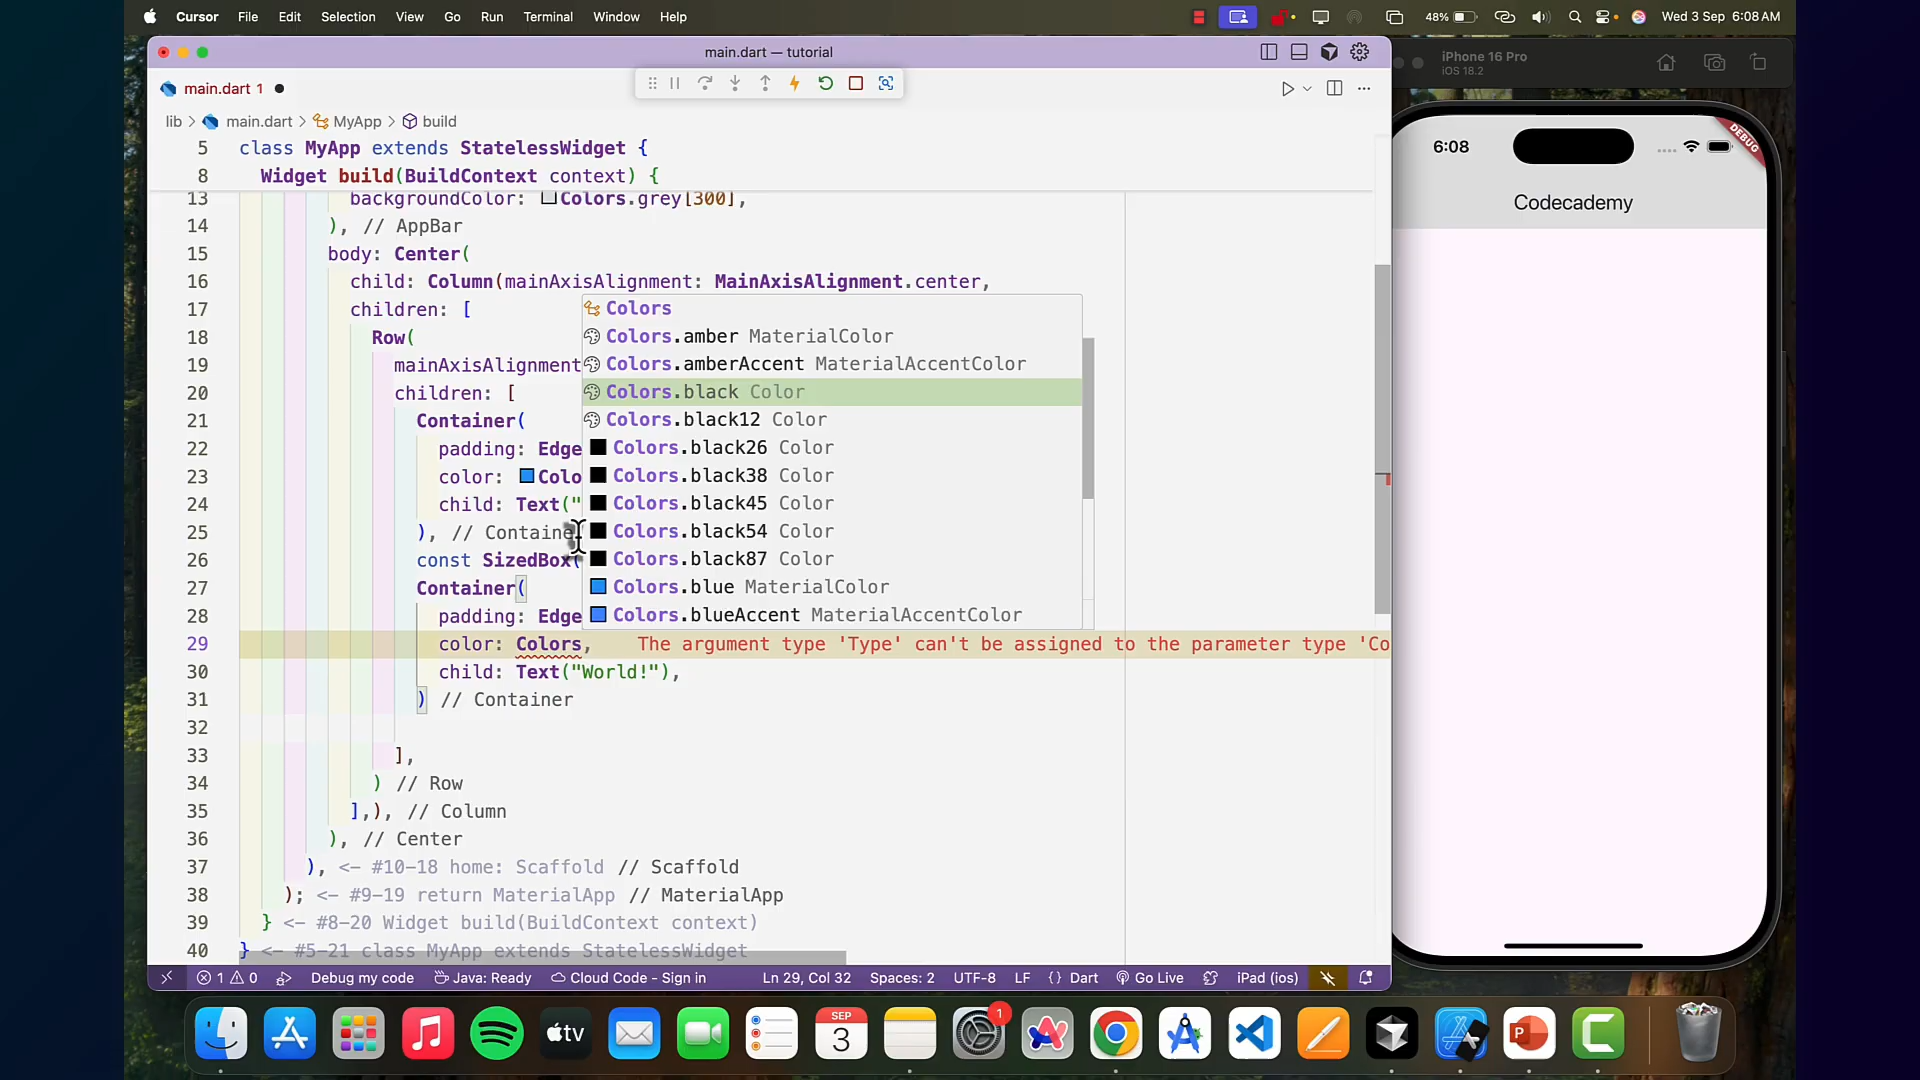 Cursor File Edit Selection View Go Run Terminal Window Help 48% Wed 3 Sep 6:08 AM
main.dart — tutorial
main.dart 1
lib > main.dart > MyApp > build
5 class MyApp extends StatelessWidget {
8 Widget build(BuildContext context) {
13 backgroundColor: Colors.grey[300],
14 ), // AppBar
15 body: Center(
16 child: Column(mainAxisAlignment: MainAxisAlignment.center,
17 children: [
18 Row(
19 mainAxisAlignment
20 children: [
21 Container(
22 padding: Edge
23 color: Colo
24 child: Text("
25 ), // Containe
26 const SizedBox(
27 Container(
28 padding: Edge
29 color: Colors, The argument type 'Type' can't be assigned to the parameter type 'Co
30 child: Text("World!"),
31 ) // Container
32
33 ],
34 ) // Row
35 ],), // Column
36 ), // Center
37 ), <- #10-18 home: Scaffold // Scaffold
38 ); <- #9-19 return MaterialApp // MaterialApp
39 } <- #8-20 Widget build(BuildContext context)
40 } <- #5-21 class MyApp extends StatelessWidget
Colors
Colors.amber MaterialColor
Colors.amberAccent MaterialAccentColor
Colors.black Color
Colors.black12 Color
Colors.black26 Color
Colors.black38 Color
Colors.black45 Color
Colors.black54 Color
Colors.black87 Color
Colors.blue MaterialColor
Colors.blueAccent MaterialAccentColor
1 0 Debug my code Java: Ready Cloud Code - Sign in Ln 29, Col 32 Spaces: 2 UTF-8 LF {} Dart Go Live iPad (ios)
iPhone 16 Pro
iOS 18.2
6:08
DEBUG
Codecademy
tv
SEP
3
1
P
C